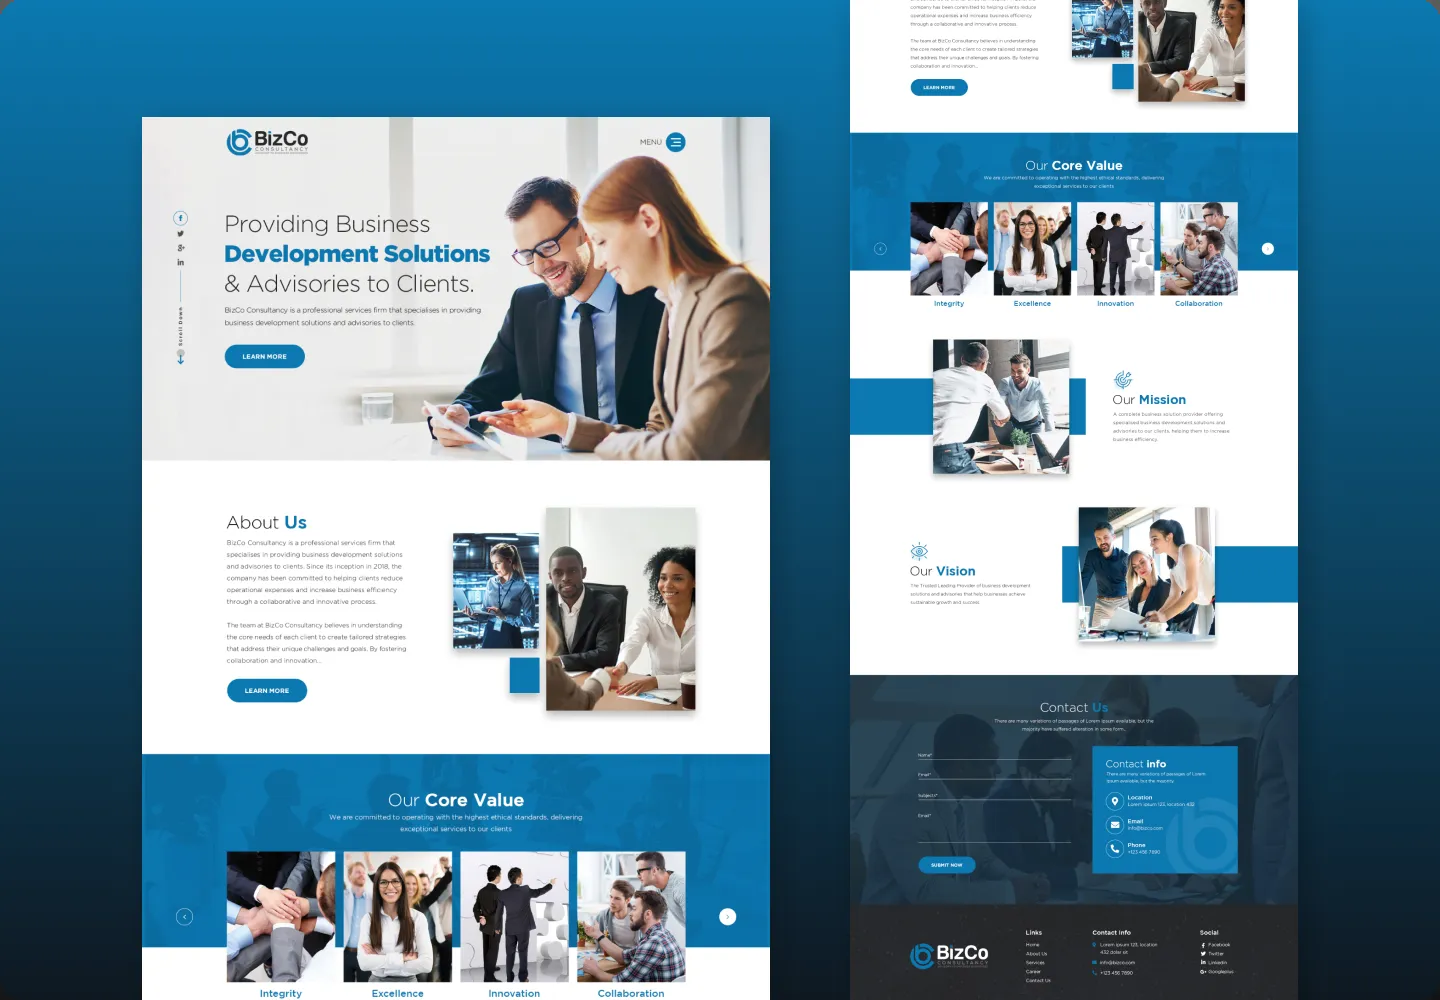 BizCo
CONSULTANCY
MENU
Providing Business
Development Solutions
& Advisories to Clients.
BizCo Consultancy is a professional services firm that specialises in providing
business development solutions and advisories to clients.
LEARN MORE
Scroll Down
About Us
BizCo Consultancy is a professional services firm that
specialises in providing business development solutions
and advisories to clients. Since its inception in 2018, the
company has been committed to helping clients reduce
operational expenses and increase business efficiency
through a collaborative and innovative process.
The team at BizCo Consultancy believes in understanding
the core needs of each client to create tailored strategies
that address their unique challenges and goals. By fostering
collaboration and innovation...
LEARN MORE
Our Core Value
We are committed to operating with the highest ethical standards, delivering
exceptional services to our clients
Integrity
Excellence
Innovation
Collaboration
company has been committed to helping clients reduce
operational expenses and increase business efficiency
through a collaborative and innovative process.
The team at BizCo Consultancy believes in understanding
the core needs of each client to create tailored strategies
that address their unique challenges and goals. By fostering
collaboration and innovation...
LEARN MORE
Our Core Value
We are committed to operating with the highest ethical standards, delivering
exceptional services to our clients
Integrity
Excellence
Innovation
Collaboration
Our Mission
A complete business solution provider offering
specialised business development solutions and
advisories to our clients, helping them to increase
business efficiency.
Our Vision
The Trusted Leading Provider of business development
solutions and advisories that help businesses achieve
sustainable growth and success.
Contact Us
There are many variations of passages of Lorem Ipsum available, but the
majority have suffered alteration in some form..
Name*
Email*
Subjects*
Email*
SUBMIT NOW
Contact info
There are many variations of passages of Lorem
Ipsum available, but the majority.
Location
Lorem ipsum 123, location 432
Email
info@bizco.com
Phone
+123 456 7890
BizCo
CONSULTANCY
Links
Home
About Us
Services
Career
Contact Us
Contact Info
Lorem ipsum 123, location
432 dolor sit
info@bizco.com
+123 456 7890
Social
Facebook
Twitter
Linkedin
Googleplus